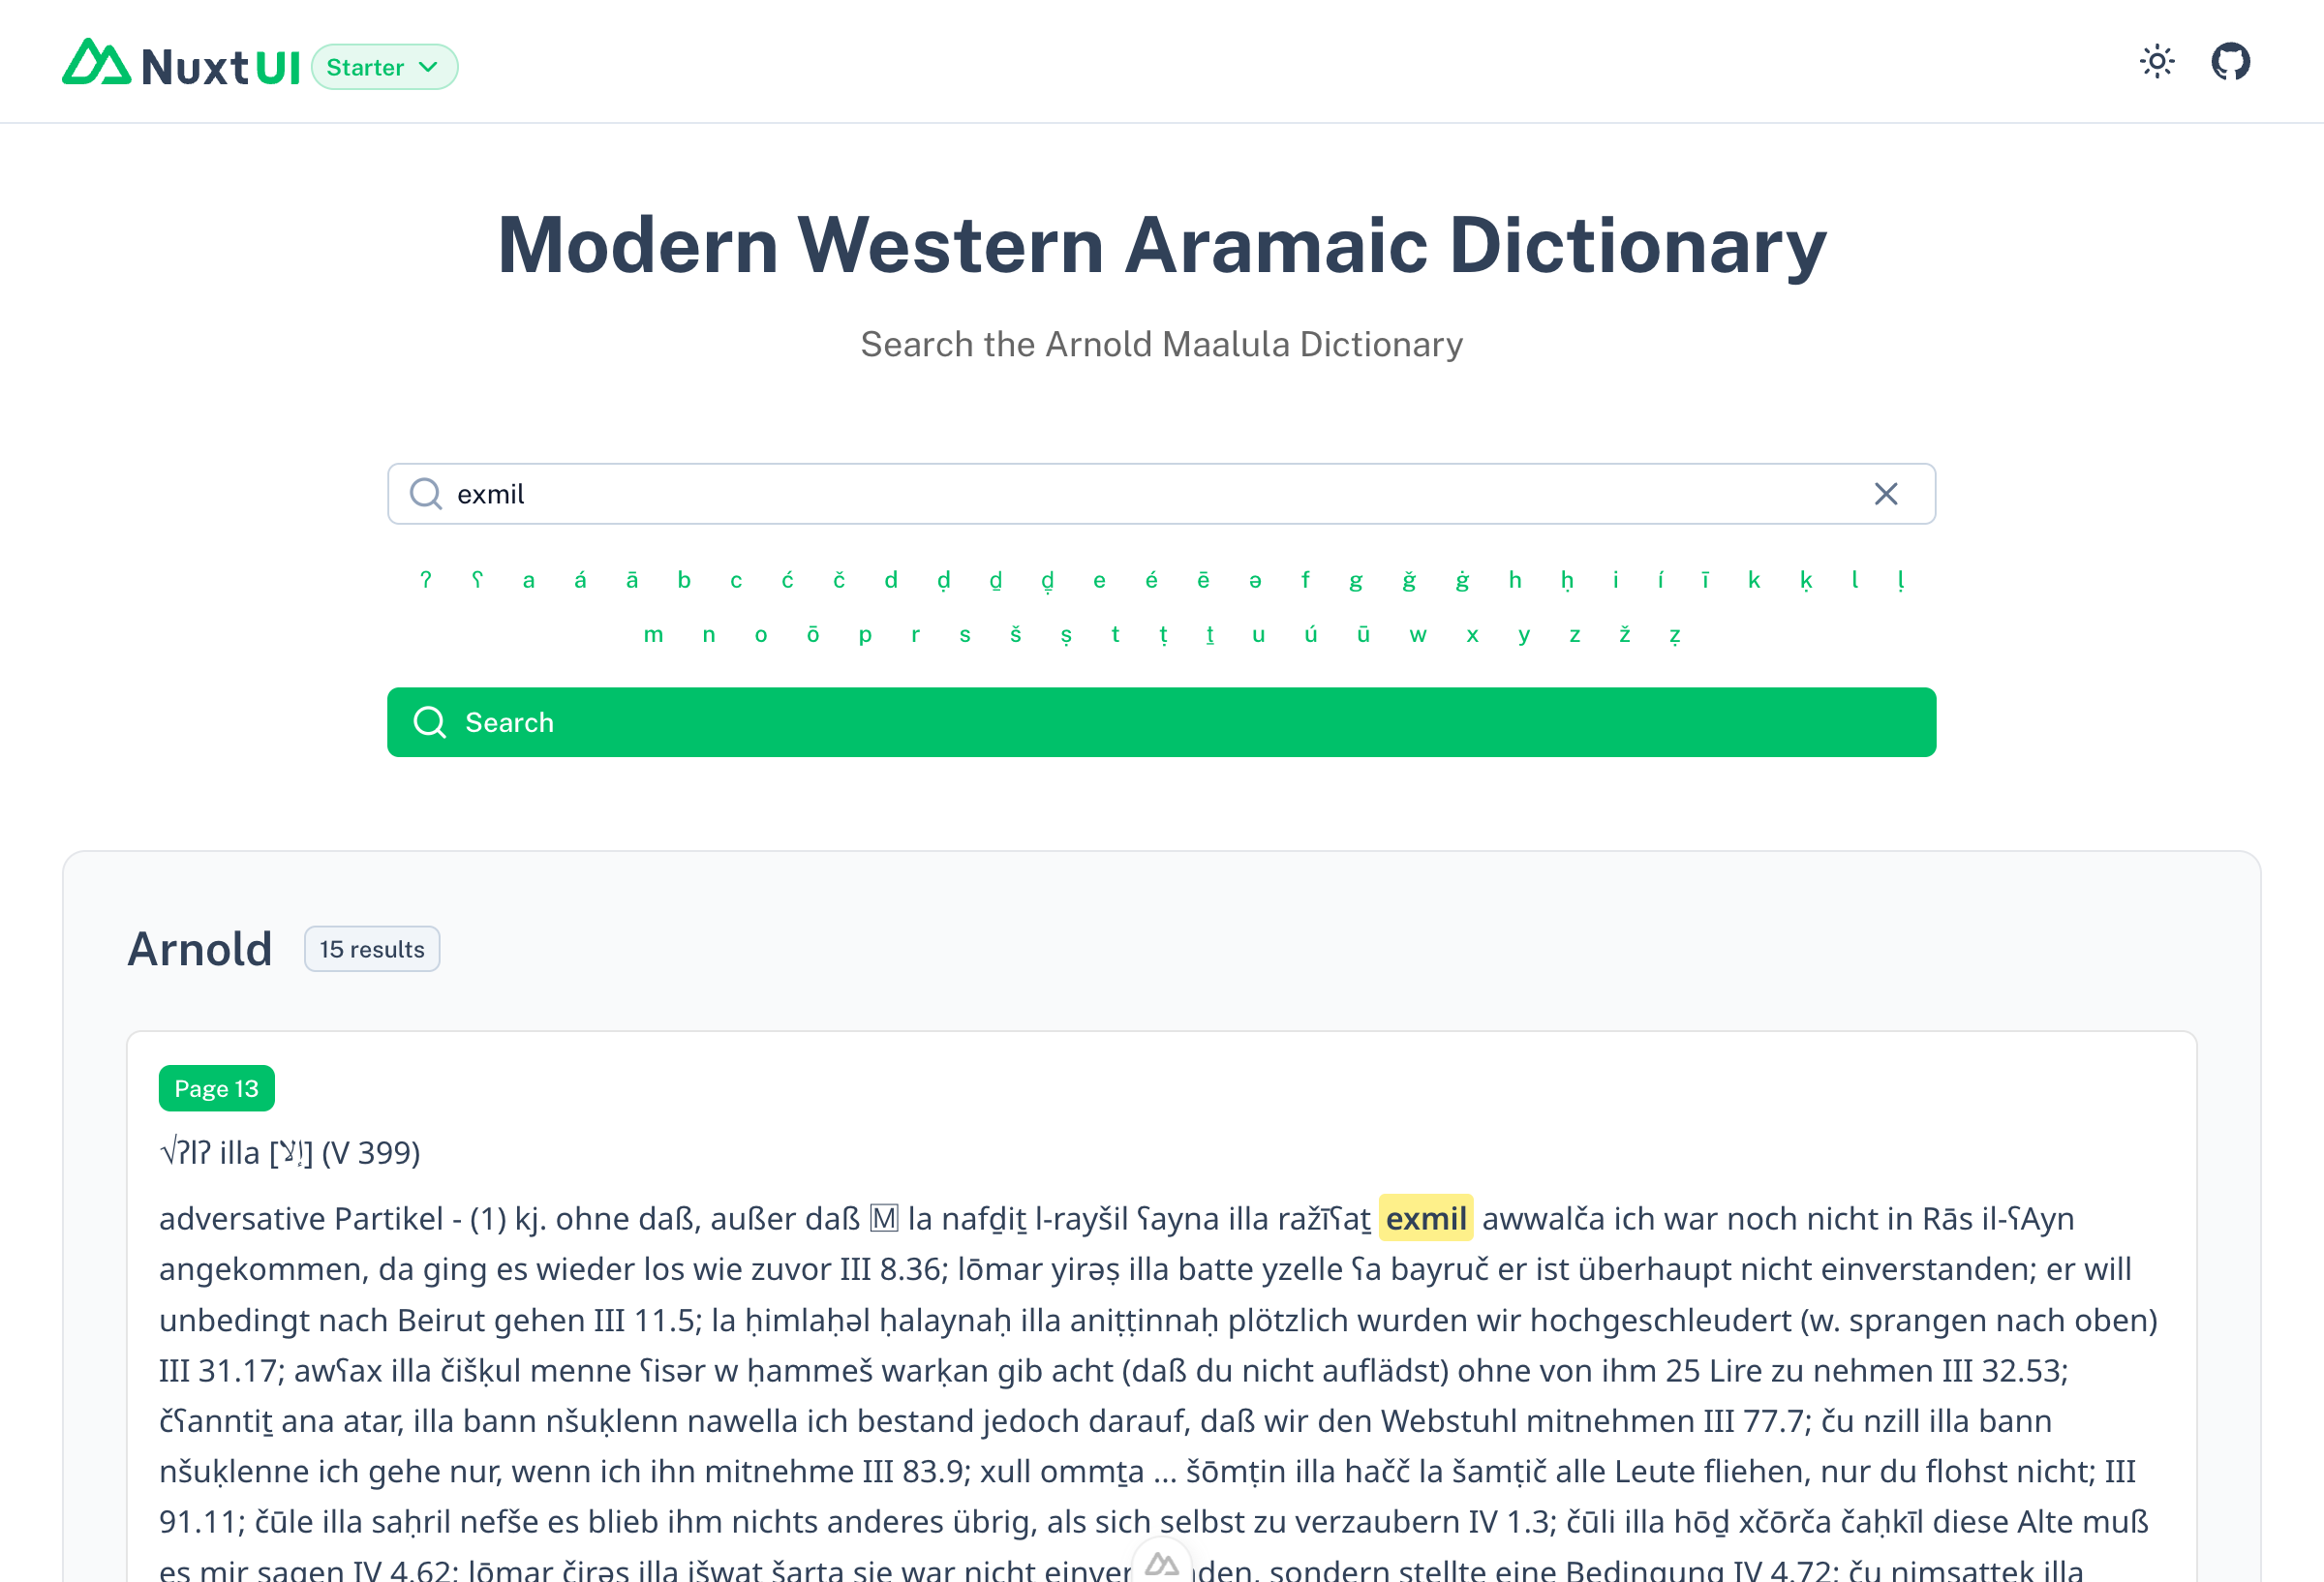 NuxtUI Starter
Modern Western Aramaic Dictionary
Search the Arnold Maalula Dictionary
exmil
ʔ ʕ a á ā b c ć č d ḍ ḏ ḏ̣ e é ē ə f g ğ ġ h ḥ i í ī k ḳ l ḷ
m n o ō p r s š ṣ t ṭ ṯ u ú ū w x y z ž ẓ
Search
Arnold 15 results
Page 13
√ʔlʔ illa [إلا] (V 399)
adversative Partikel - (1) kj. ohne daß, außer daß 🄼 la nafḏiṯ l-rayšil ʕayna illa ražīʕaṯ exmil awwalča ich war noch nicht in Rās il-ʕAyn
angekommen, da ging es wieder los wie zuvor III 8.36; lōmar yirəṣ illa batte yzelle ʕa bayruč er ist überhaupt nicht einverstanden; er will
unbedingt nach Beirut gehen III 11.5; la ḥimlaḥəl ḥalaynaḥ illa aniṭṭinnaḥ plötzlich wurden wir hochgeschleudert (w. sprangen nach oben)
III 31.17; awʕax illa čišḳul menne ʕisər w ḥammeš warḳan gib acht (daß du nicht auflädst) ohne von ihm 25 Lire zu nehmen III 32.53;
čʕanntiṯ ana atar, illa bann nšuḳlenn nawella ich bestand jedoch darauf, daß wir den Webstuhl mitnehmen III 77.7; ču nzill illa bann
nšuḳlenne ich gehe nur, wenn ich ihn mitnehme III 83.9; xull ommṯa ... šōmṭin illa hačč la šamṭič alle Leute fliehen, nur du flohst nicht; III
91.11; čūle illa saḥril nefše es blieb ihm nichts anderes übrig, als sich selbst zu verzaubern IV 1.3; čūli illa hōḏ xčōrča čaḥkīl diese Alte muß
es mir sagen IV 4.62; lōmar čirəṣ illa išwaṯ šarṭa sie war nicht einver nden, sondern stellte eine Bedingung IV 4.72; ču nimsattek illa